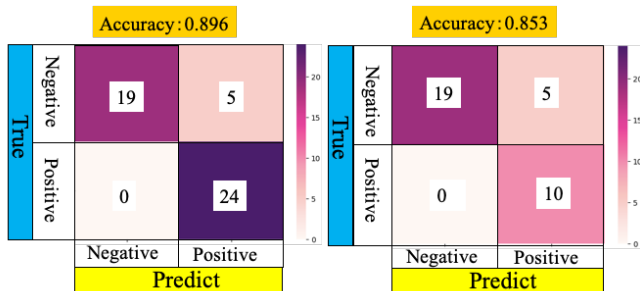 Accuracy:0.896
True
Negative
Positive
19
5
0
24
20
15
10
5
0
Negative
Positive
Predict
Accuracy:0.853
True
Negative
Positive
19
5
0
10
20
15
10
5
0
Negative
Positive
Predict